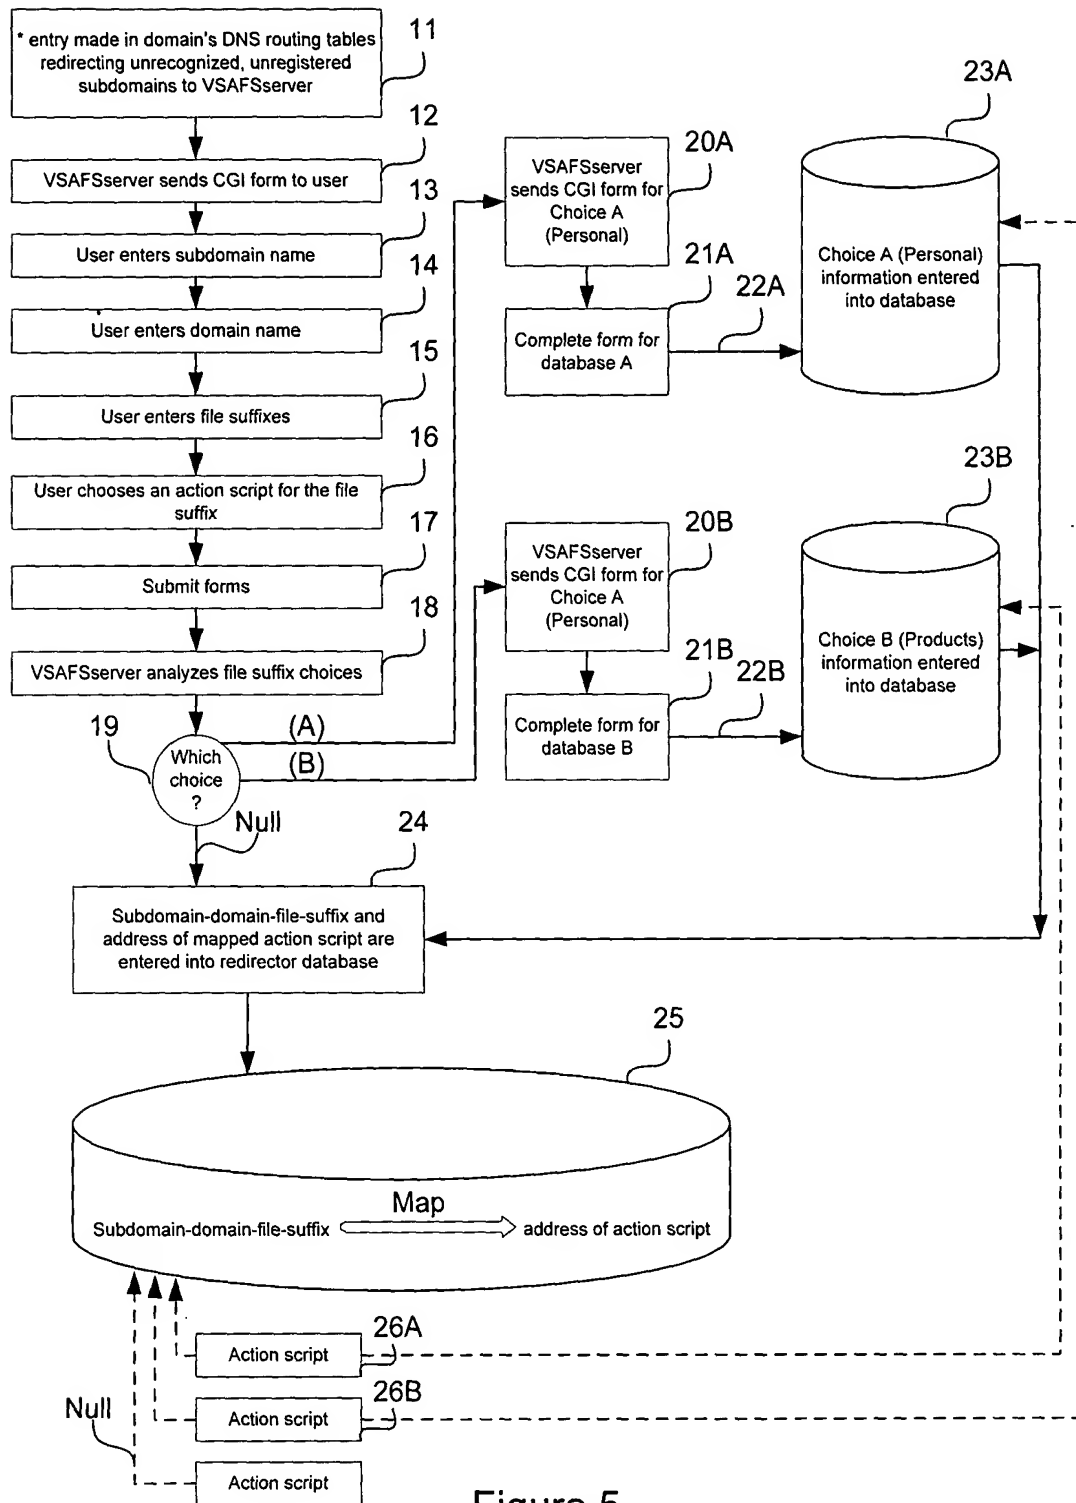 * entry made in domain's DNS routing tables
redirecting unrecognized, unregistered
subdomains to VSAFSserver
11
12
VSAFSserver sends CGI form to user
13
User enters subdomain name
14
User enters domain name
15
User enters file suffixes
16
User chooses an action script for the file
suffix
17
Submit forms
18
VSAFSserver analyzes file suffix choices
19
Which
choice
?
(A)
(B)
Null
20A
VSAFSserver
sends CGI form for
Choice A
(Personal)
21A
Complete form for
database A
22A
23A
Choice A (Personal)
information entered
into database
20B
VSAFSserver
sends CGI form for
Choice A
(Personal)
21B
Complete form for
database B
22B
23B
Choice B (Products)
information entered
into database
24
Subdomain-domain-file-suffix and
address of mapped action script are
entered into redirector database
25
Map
Subdomain-domain-file-suffix
address of action script
26A
Action script
26B
Action script
Null
Action script
Figure 5